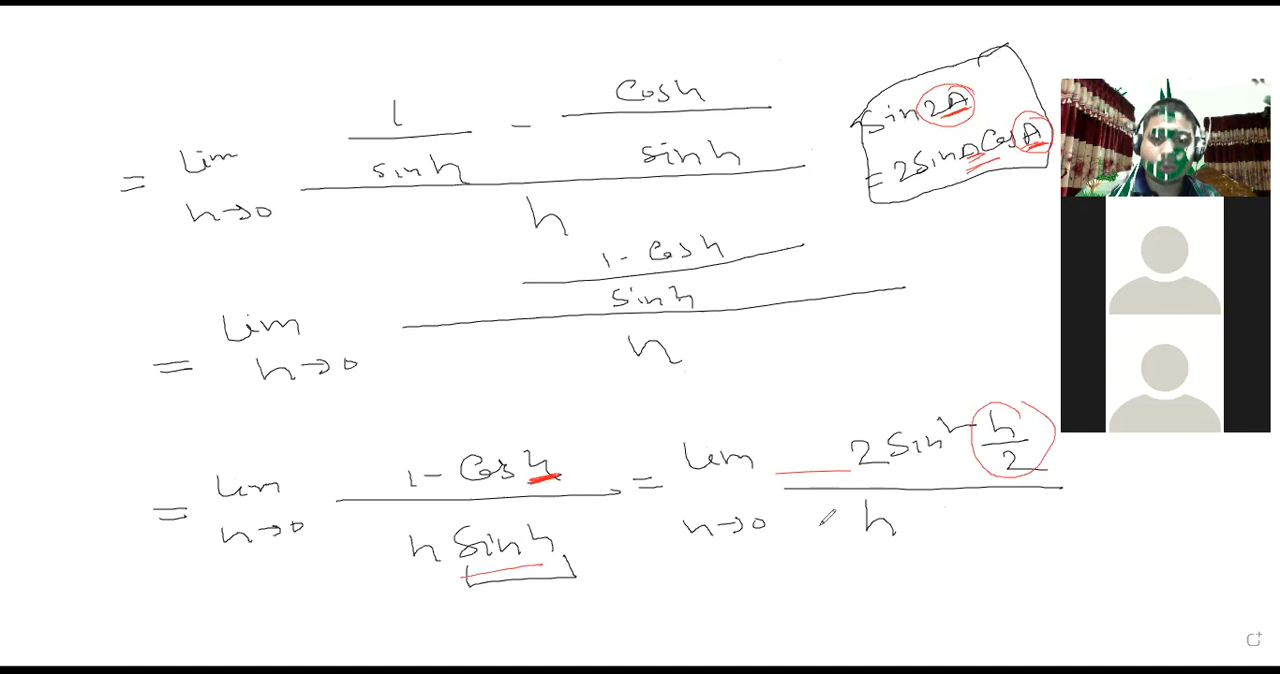 = lim h→0 (1/sinh - cosh/sinh)/h
sin2A
= 2sinA cosA
= lim h→0 ((1-cosh)/sinh)/h
= lim h→0 (1-cosh)/(h sinh) = lim h→0 (2sin² h/2)/h